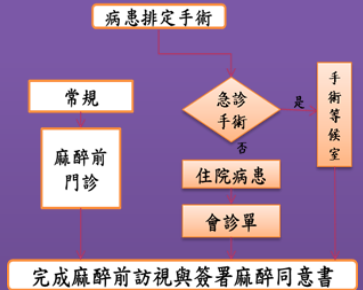 病患排定手術
常規
麻醉前
門診
急診
手術
是
否
手術等候室
住院病患
會診單
完成麻醉前訪視與簽署麻醉同意書